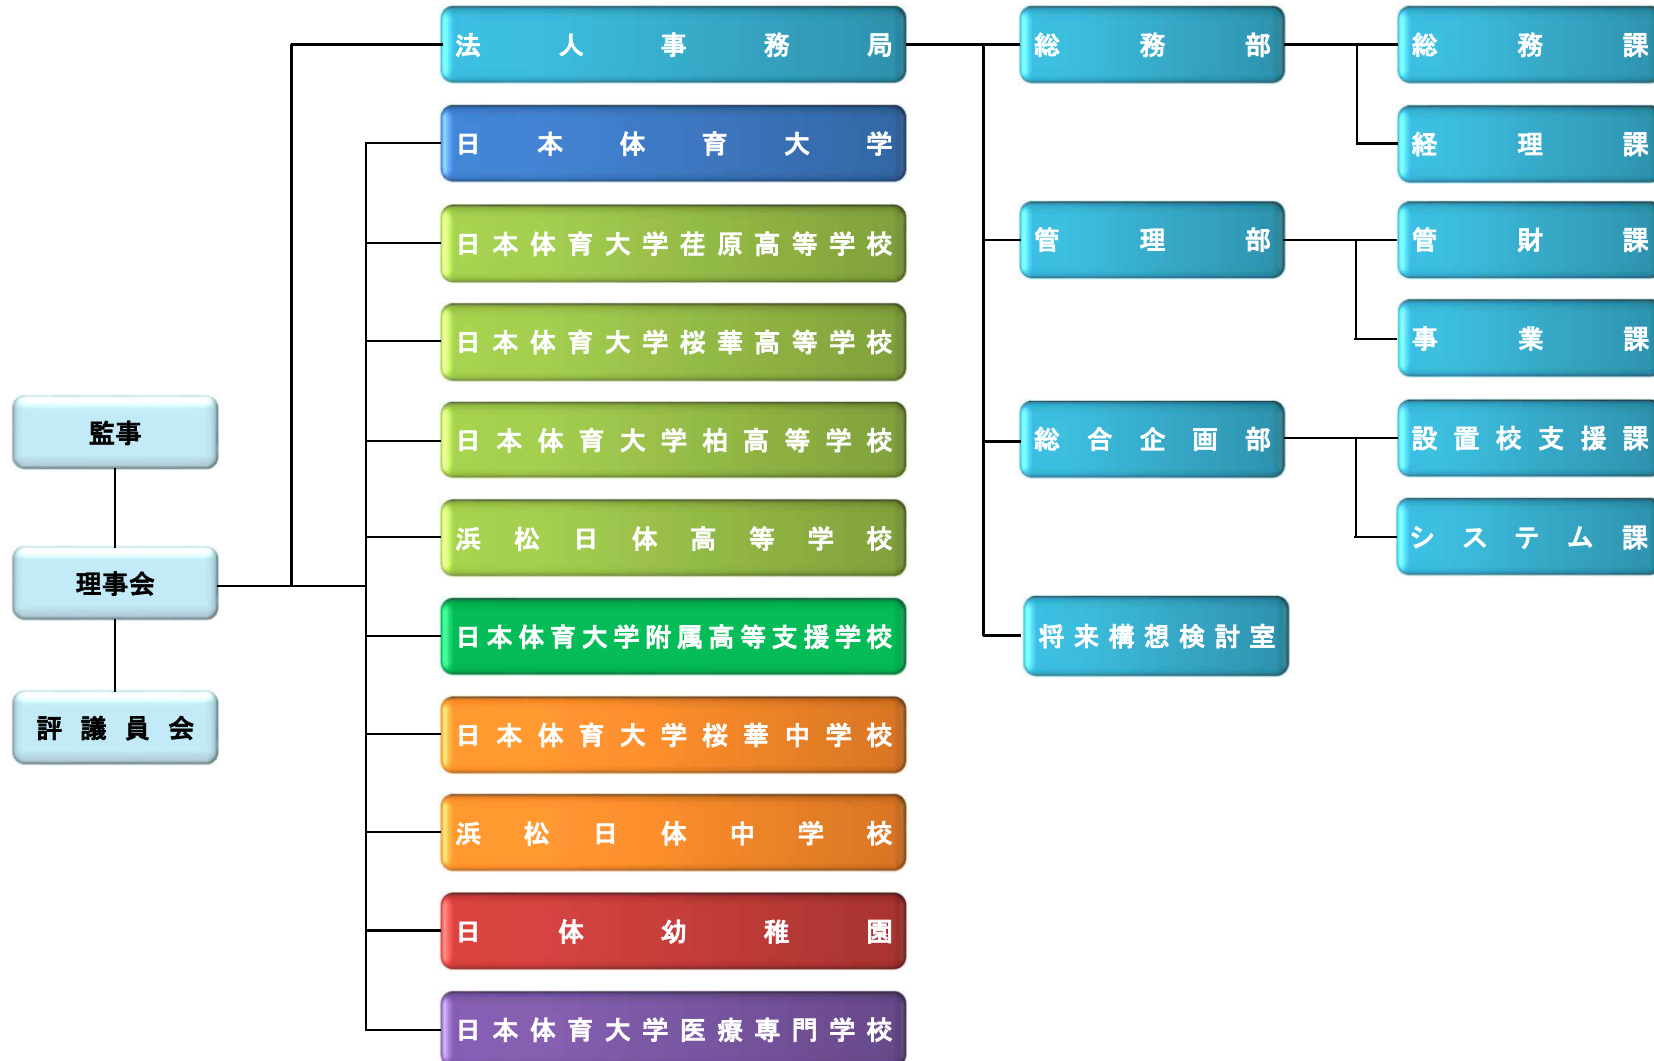 監事
理事会
評議員会
法人事務局
日本体育大学
日本体育大学荏原高等学校
日本体育大学桜華高等学校
日本体育大学柏高等学校
浜松日体高等学校
日本体育大学附属高等支援学校
日本体育大学桜華中学校
浜松日体中学校
日体幼稚園
日本体育大学医療専門学校
総務部
管理部
総合企画部
将来構想検討室
総務課
経理課
管財課
事業課
設置校支援課
システム課